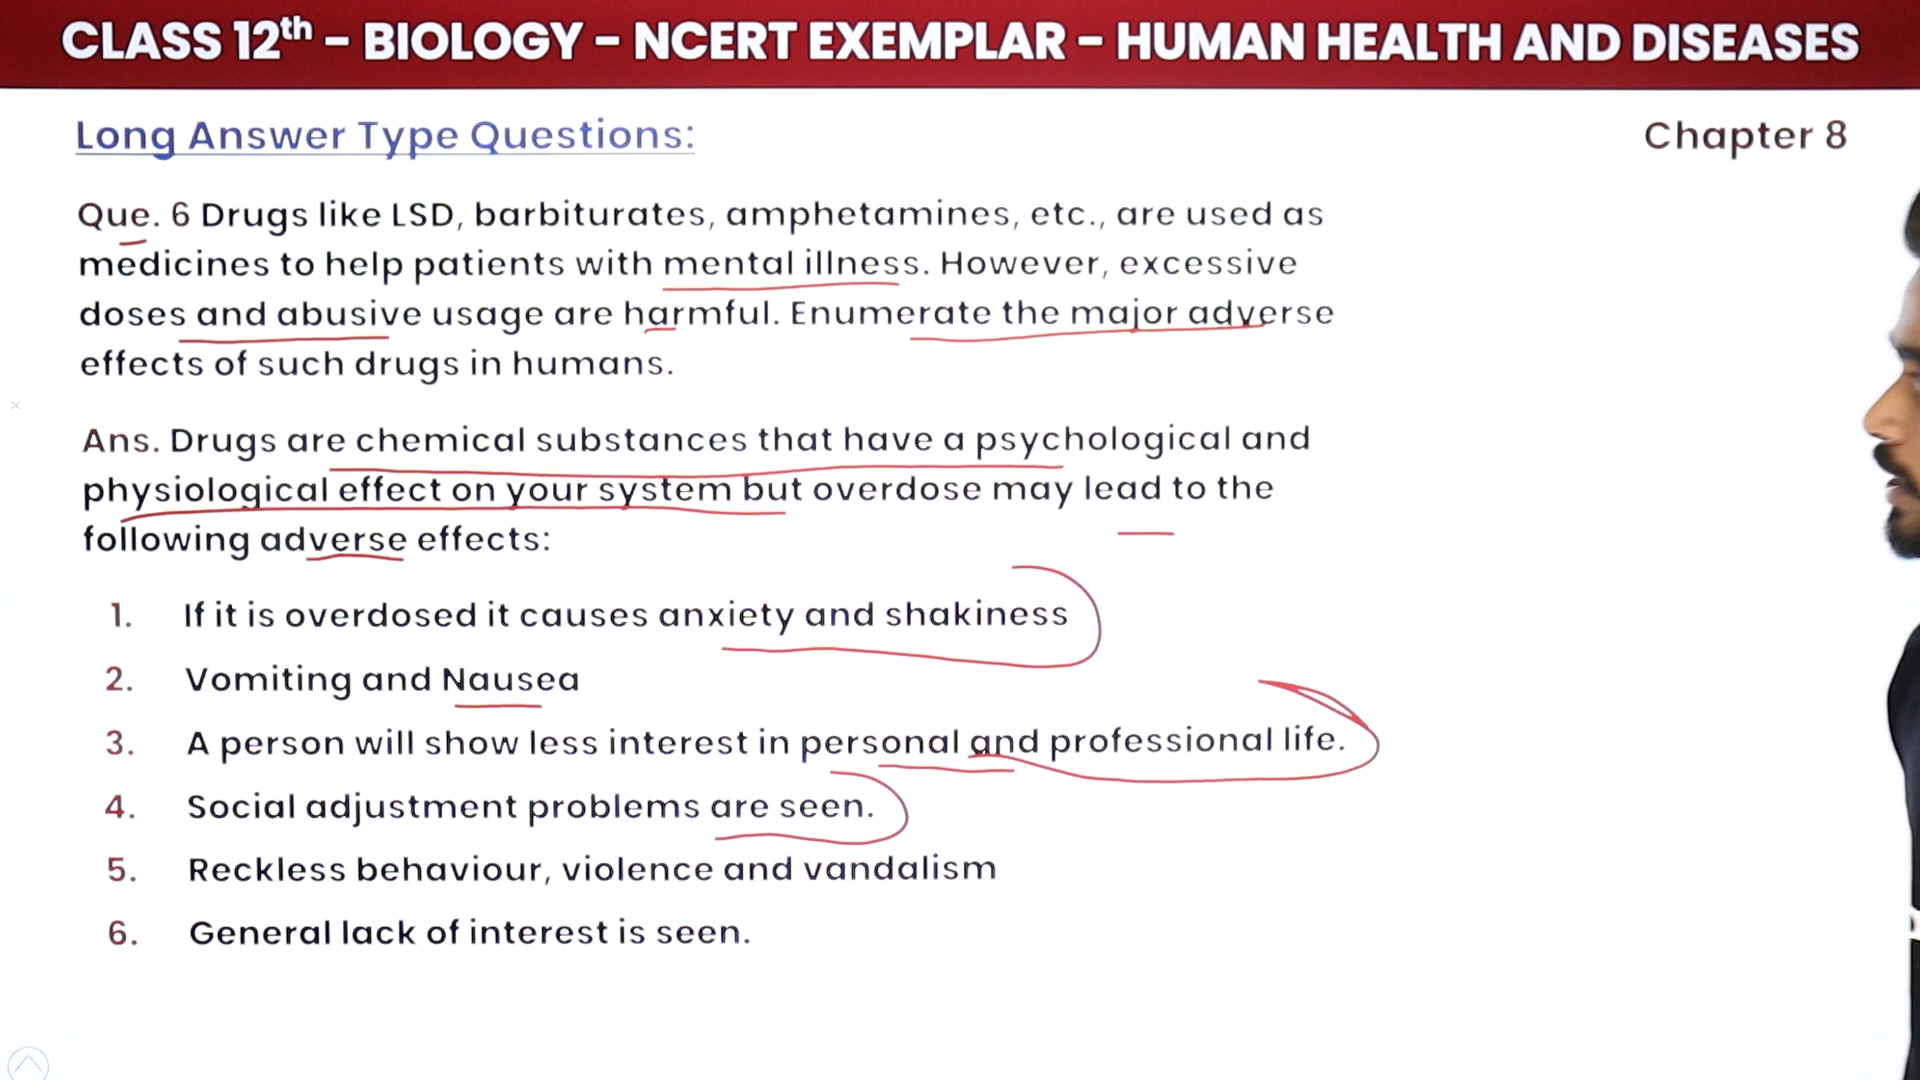 CLASS 12th – BIOLOGY – NCERT EXEMPLAR – HUMAN HEALTH AND DISEASES
Long Answer Type Questions:
Chapter 8
Que. 6 Drugs like LSD, barbiturates, amphetamines, etc., are used as
medicines to help patients with mental illness. However, excessive
doses and abusive usage are harmful. Enumerate the major adverse
effects of such drugs in humans.
Ans. Drugs are chemical substances that have a psychological and
physiological effect on your system but overdose may lead to the
following adverse effects:
1. If it is overdosed it causes anxiety and shakiness
2. Vomiting and Nausea
3. A person will show less interest in personal and professional life.
4. Social adjustment problems are seen.
5. Reckless behaviour, violence and vandalism
6. General lack of interest is seen.